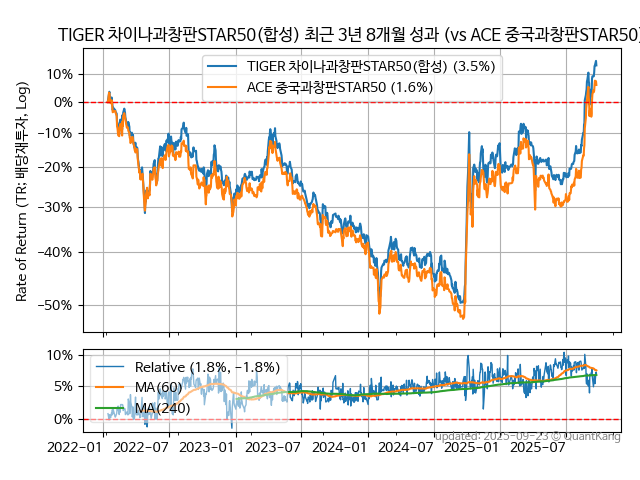 TIGER 차이나과창판STAR50(합성) 최근 3년 8개월 성과 (vs ACE 중국과창판STAR50)
TIGER 차이나과창판STAR50(합성) (3.5%)
ACE 중국과창판STAR50 (1.6%)
Rate of Return (TR: 배당재투자, Log)
10%
0%
−10%
−20%
−30%
−40%
−50%
Relative (1.8%, −1.8%)
MA(60)
MA(240)
10%
5%
0%
updated: 2025-09-23 © QuantKang
2022-01
2022-07
2023-01
2023-07
2024-01
2024-07
2025-01
2025-07